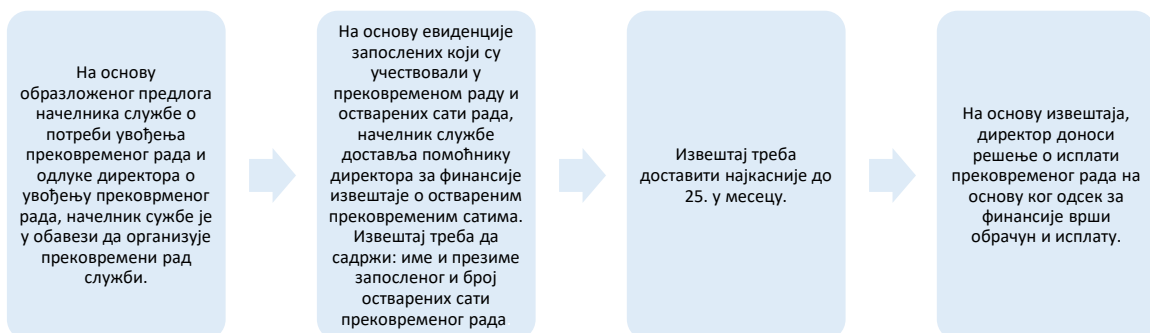 На основу
образложеног предлога
начелника службе о
потреби увођења
прековременог рада и
одлуке директора о
увођењу прековрменог
рада, начелник сужбе је
у обавези да организује
прековремени рад
служби.
На основу евиденције
запослених који су
учествовали у
прековременом раду и
остварених сати рада,
начелник службе
доставља помоћнику
директора за финансије
извештаје о оствареним
прековременим сатима.
Извештај треба да
садржи: име и презиме
запосленог и број
остварених сати
прековременог рада
Извештај треба
доставити најкасније до
25. у месецу.
На основу извештаја,
директор доноси
решење о исплати
прековременог рада на
основу ког одсек за
финансије врши
обрачун и исплату.